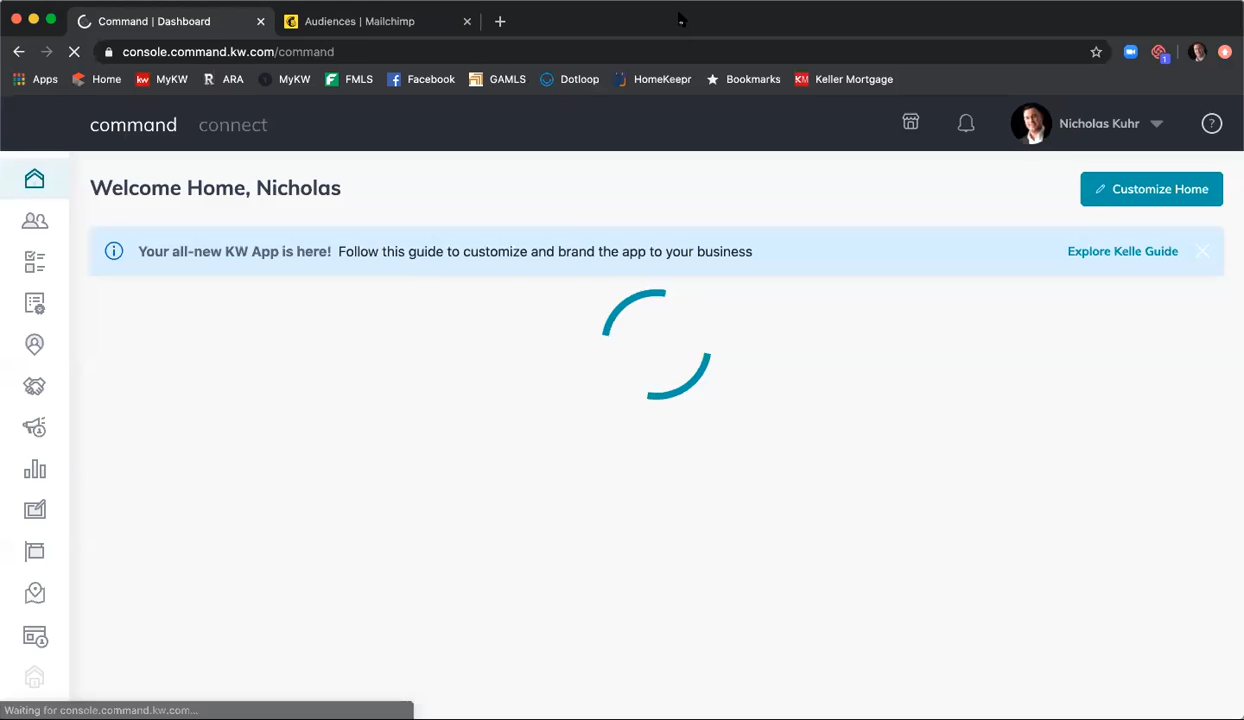 Command | Dashboard
Audiences | Mailchimp
console.command.kw.com/command
1
Apps
Home
kw MyKW
R ARA
MyKW
FMLS
Facebook
GAMLS
Dotloop
HomeKeepr
Bookmarks
KM Keller Mortgage
command connect
Nicholas Kuhr
?
Welcome Home, Nicholas
Customize Home
Your all-new KW App is here! Follow this guide to customize and brand the app to your business
Explore Kelle Guide
Waiting for console.command.kw.com...